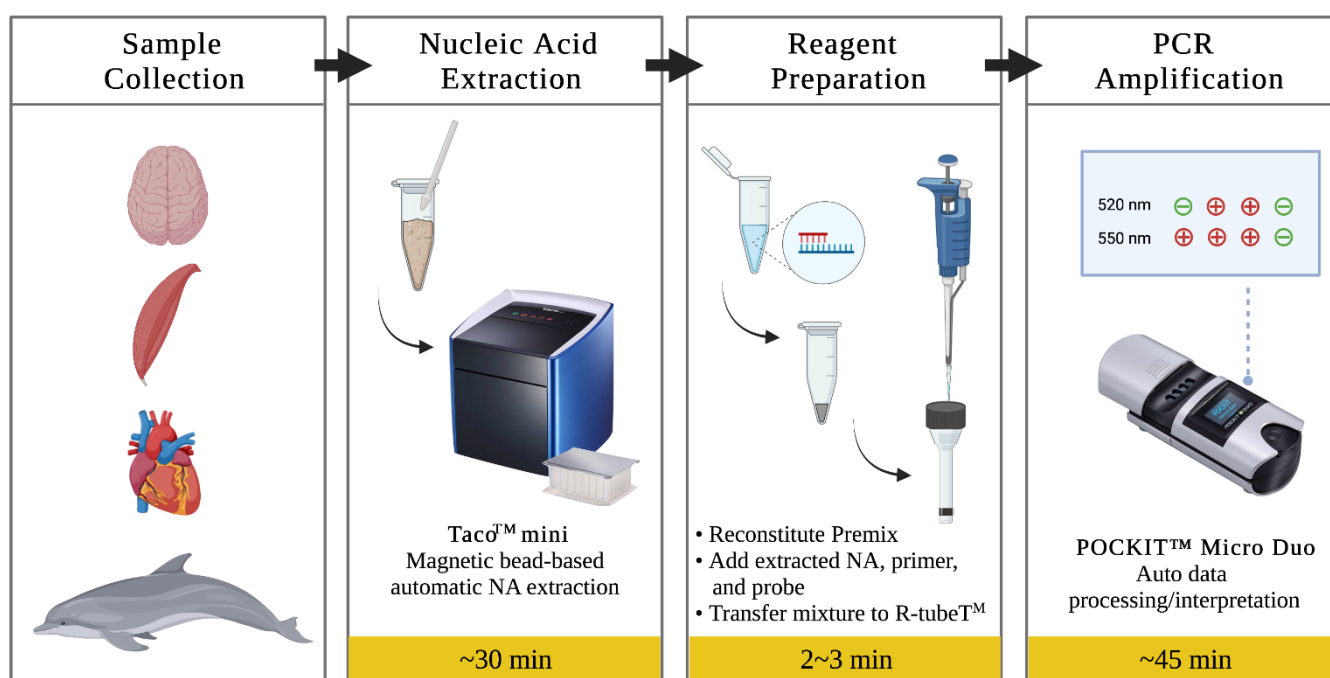 Sample
Collection
Nucleic Acid
Extraction
Reagent
Preparation
PCR
Amplification
520 nm
550 nm
Taco™ mini
Magnetic bead-based
automatic NA extraction
• Reconstitute Premix
• Add extracted NA, primer,
and probe
• Transfer mixture to R-tubeTᴹ
POCKIT™ Micro Duo
Auto data
processing/interpretation
~30 min
2~3 min
~45 min